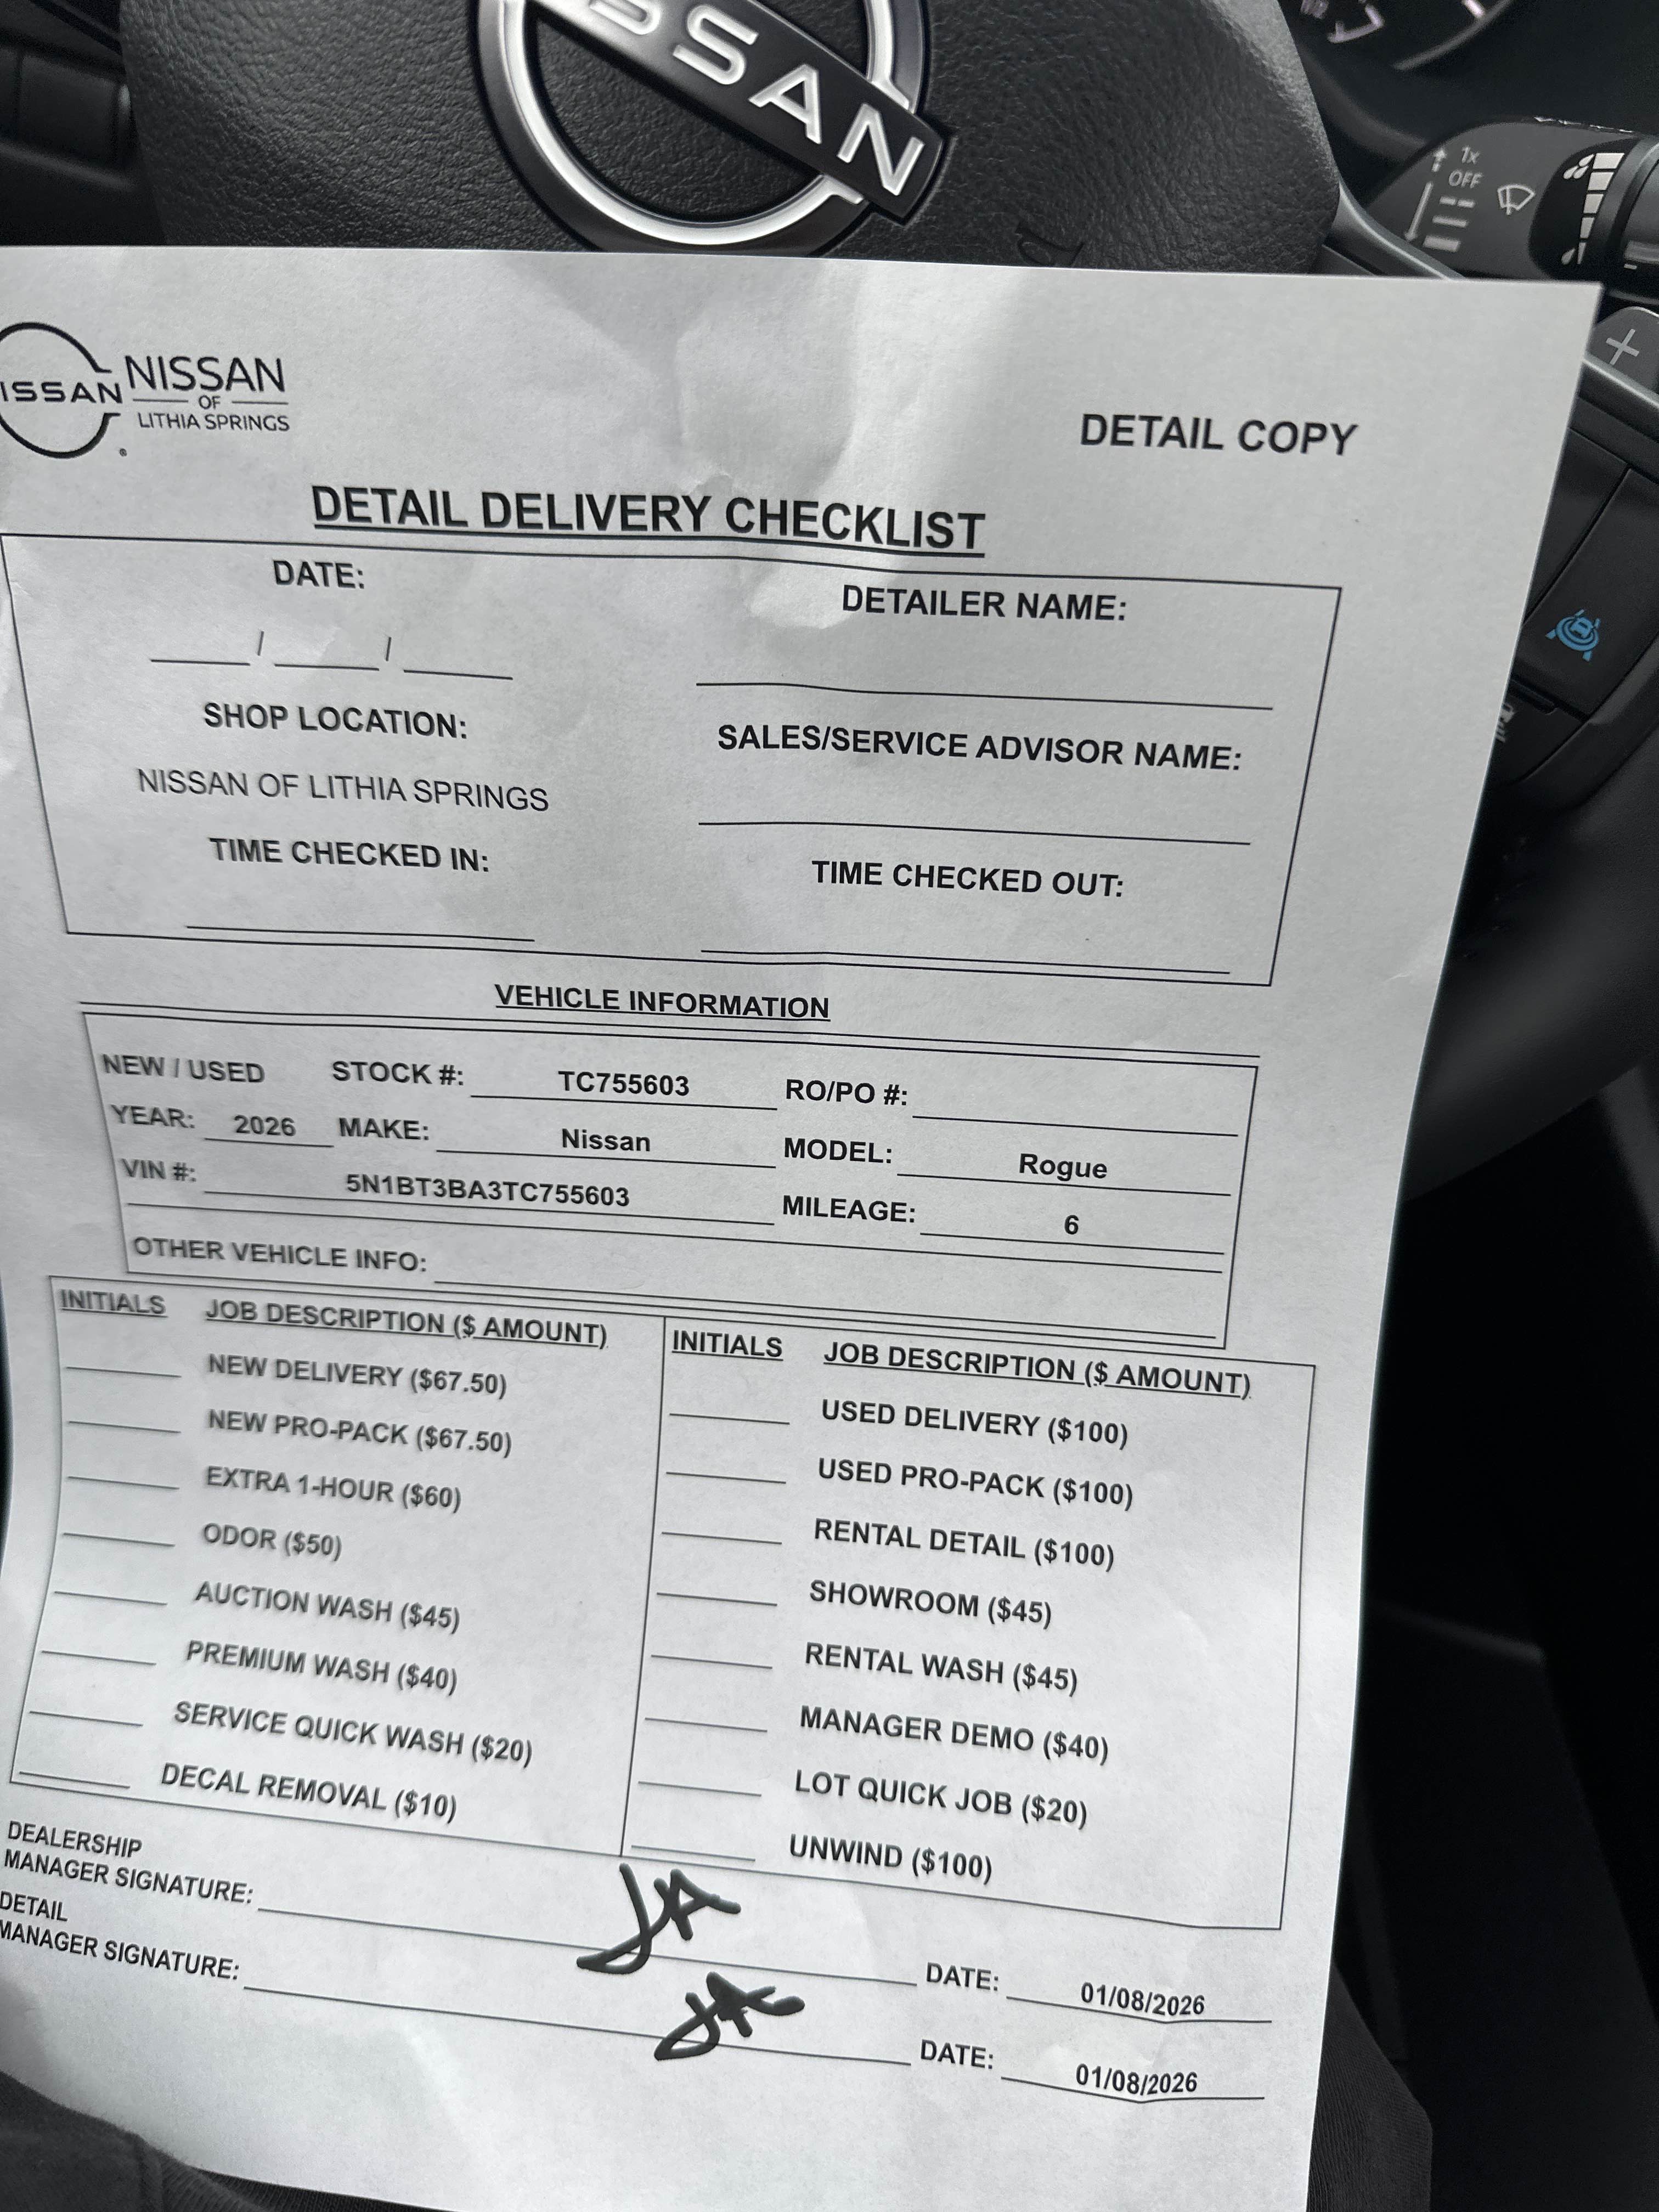 SSAN
1x
OFF
ISSAN NISSAN
OF
LITHIA SPRINGS
DETAIL COPY
DETAIL DELIVERY CHECKLIST
DATE:
DETAILER NAME:
____/____/____
SHOP LOCATION:
SALES/SERVICE ADVISOR NAME:
NISSAN OF LITHIA SPRINGS
TIME CHECKED IN:
TIME CHECKED OUT:
VEHICLE INFORMATION
NEW / USED STOCK #: TC755603 RO/PO #:
YEAR: 2026 MAKE: Nissan MODEL: Rogue
VIN #: 5N1BT3BA3TC755603 MILEAGE: 6
OTHER VEHICLE INFO:
INITIALS JOB DESCRIPTION ($ AMOUNT)
NEW DELIVERY ($67.50)
NEW PRO-PACK ($67.50)
EXTRA 1-HOUR ($60)
ODOR ($50)
AUCTION WASH ($45)
PREMIUM WASH ($40)
SERVICE QUICK WASH ($20)
DECAL REMOVAL ($10)
INITIALS JOB DESCRIPTION ($ AMOUNT)
USED DELIVERY ($100)
USED PRO-PACK ($100)
RENTAL DETAIL ($100)
SHOWROOM ($45)
RENTAL WASH ($45)
MANAGER DEMO ($40)
LOT QUICK JOB ($20)
UNWIND ($100)
DEALERSHIP
MANAGER SIGNATURE: JA DATE: 01/08/2026
DETAIL
MANAGER SIGNATURE: DATE: 01/08/2026